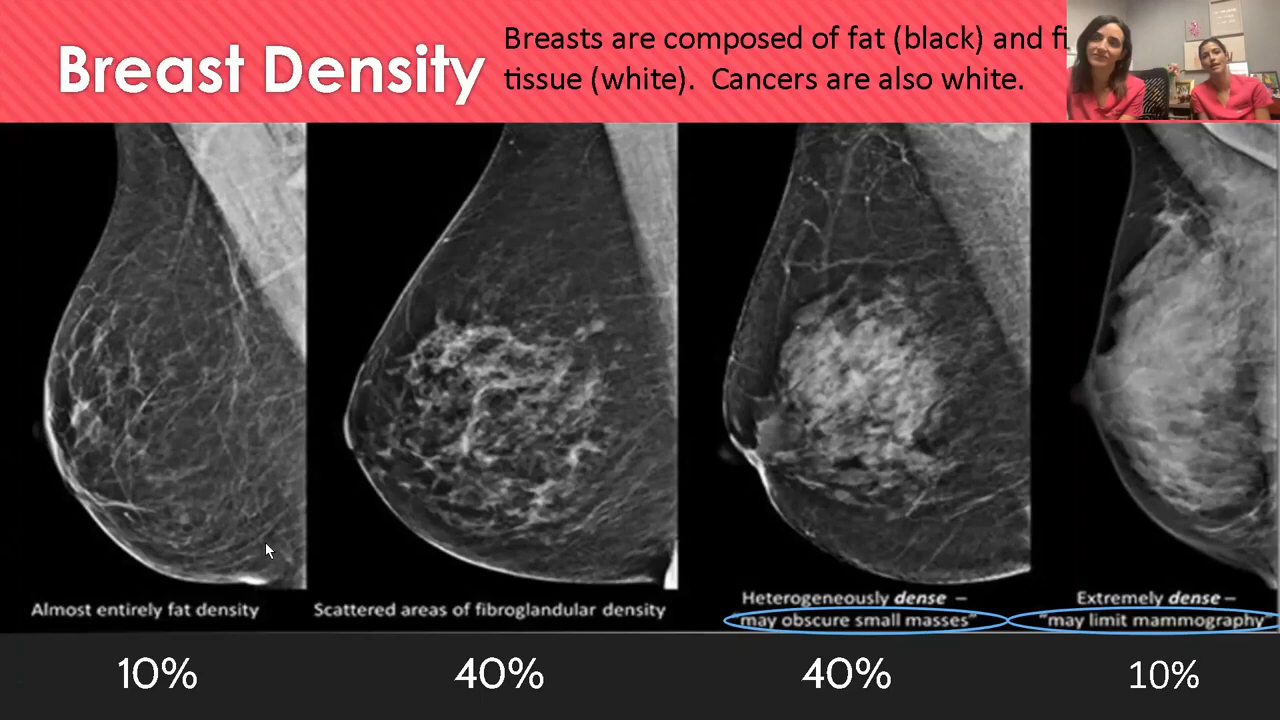 Breast Density
Breasts are composed of fat (black) and fi
tissue (white). Cancers are also white.
Almost entirely fat density
Scattered areas of fibroglandular density
Heterogeneously dense –
“may obscure small masses”
Extremely dense –
“may limit mammography”
10%
40%
40%
10%